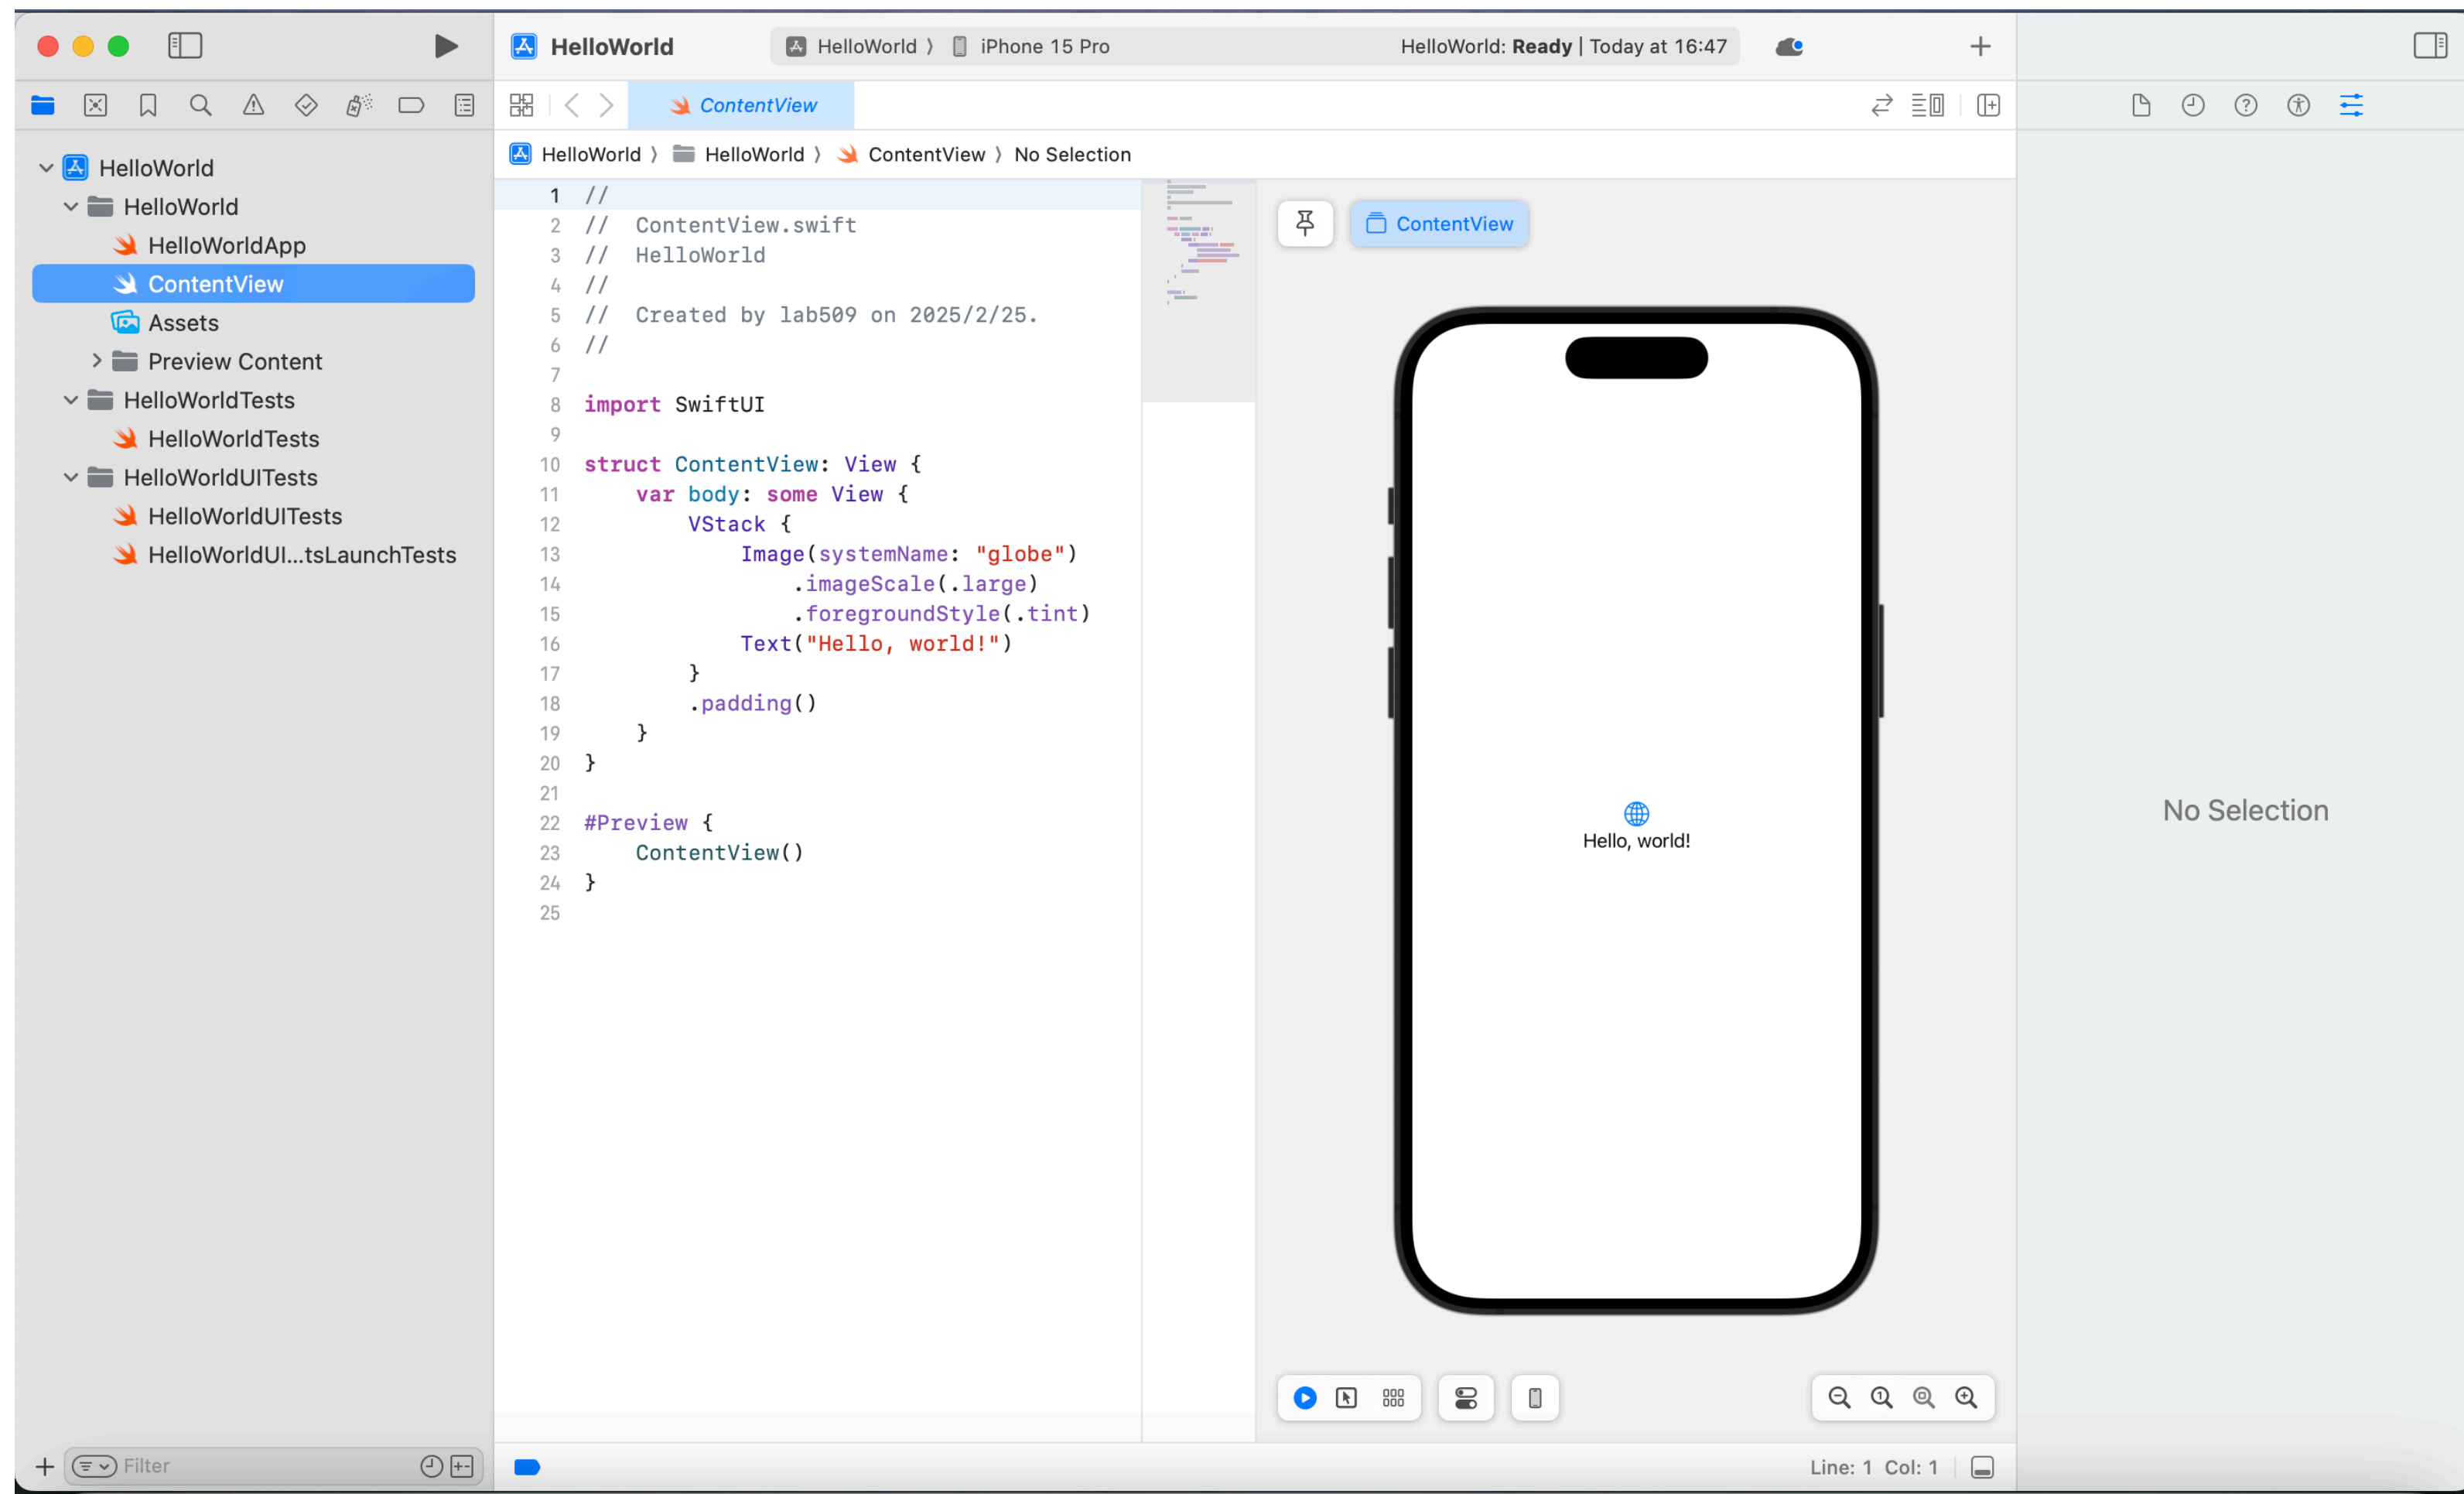 HelloWorld
HelloWorld 〉 iPhone 15 Pro
HelloWorld: Ready | Today at 16:47
ContentView
HelloWorld 〉 HelloWorld 〉 ContentView 〉 No Selection
HelloWorld
HelloWorld
HelloWorldApp
ContentView
Assets
Preview Content
HelloWorldTests
HelloWorldTests
HelloWorldUITests
HelloWorldUITests
HelloWorldUI...tsLaunchTests
Filter
1 //
2 //  ContentView.swift
3 //  HelloWorld
4 //
5 //  Created by lab509 on 2025/2/25.
6 //
7
8 import SwiftUI
9
10 struct ContentView: View {
11     var body: some View {
12         VStack {
13             Image(systemName: "globe")
14                 .imageScale(.large)
15                 .foregroundStyle(.tint)
16             Text("Hello, world!")
17         }
18         .padding()
19     }
20 }
21
22 #Preview {
23     ContentView()
24 }
25
ContentView
Hello, world!
No Selection
Line: 1 Col: 1